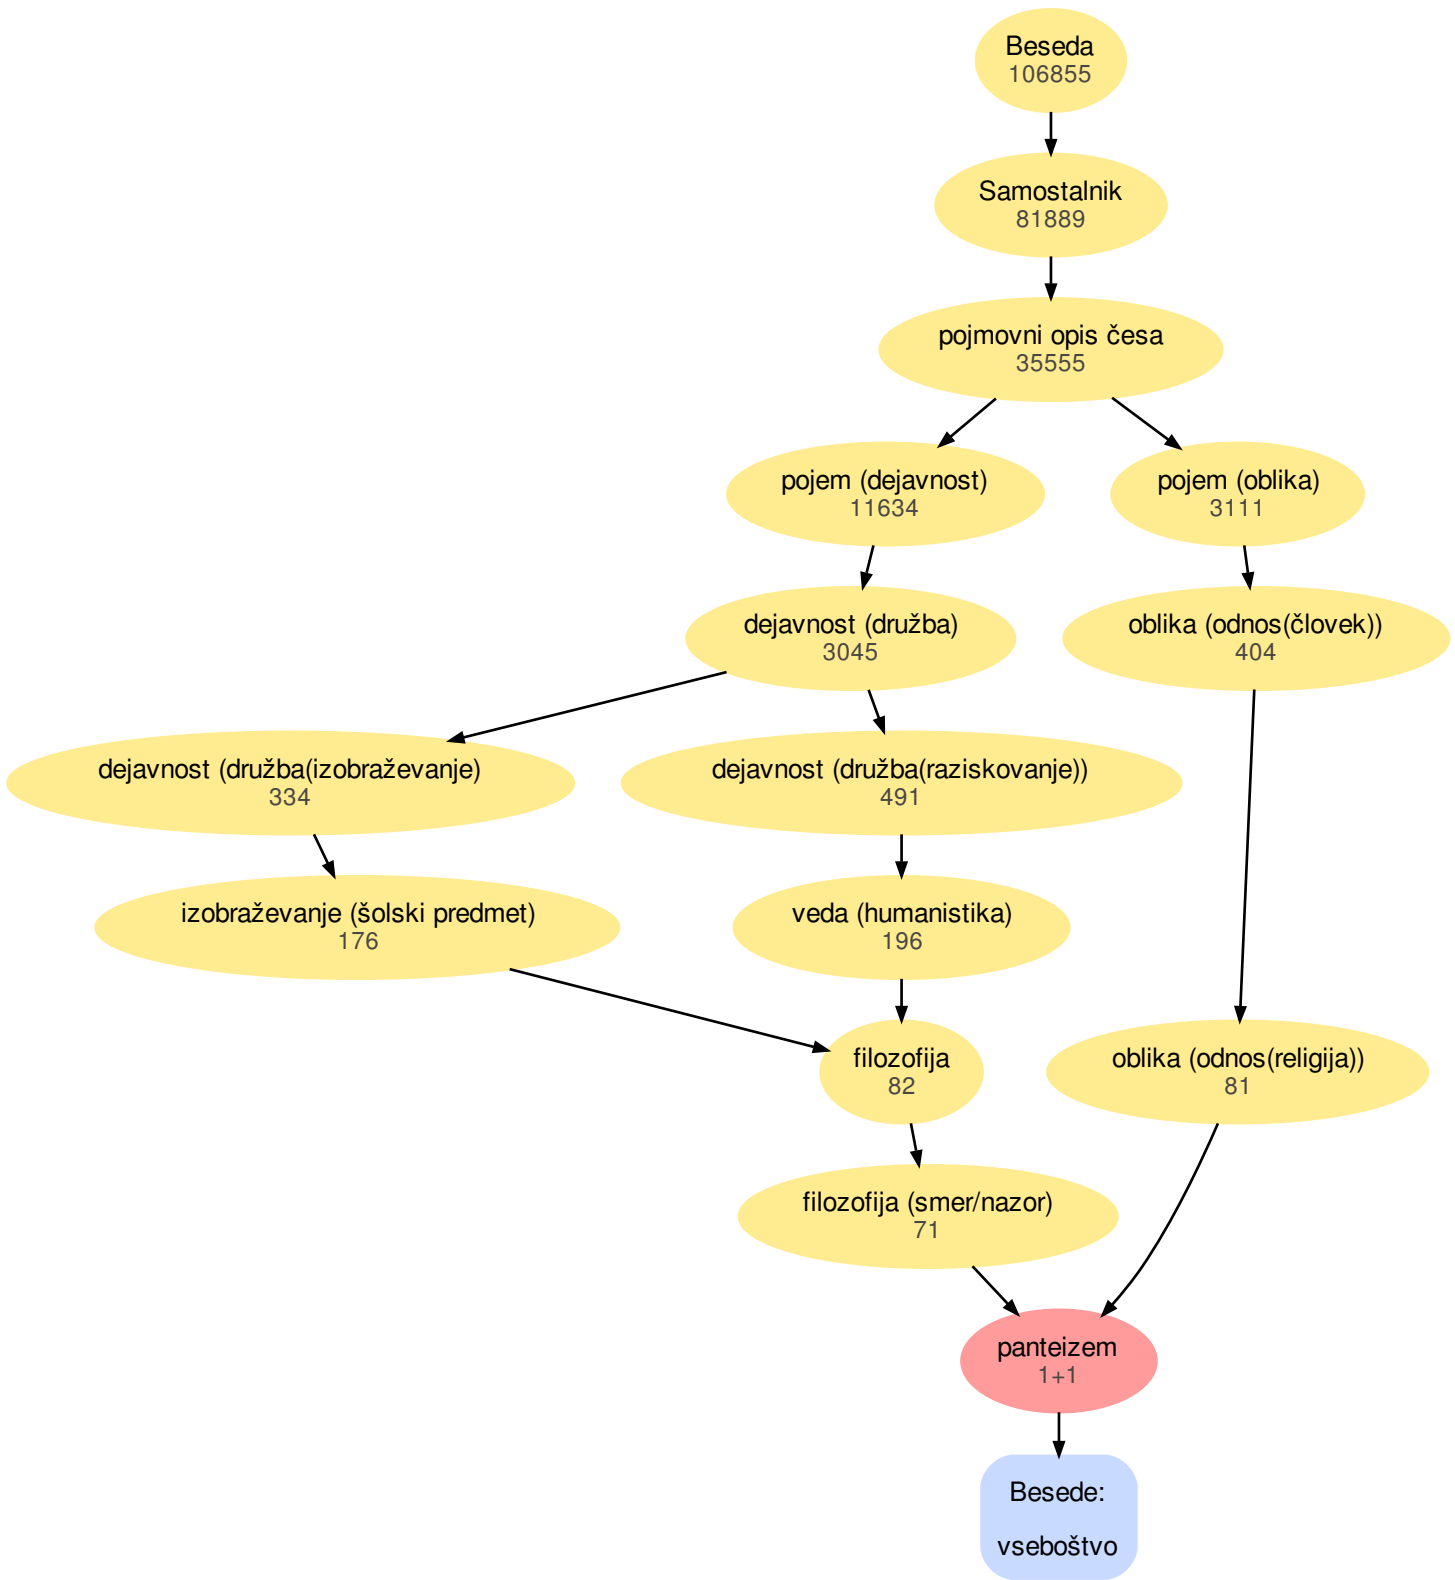 Beseda
106855
Samostalnik
81889
pojmovni opis česa
35555
pojem (dejavnost)
11634
pojem (oblika)
3111
dejavnost (družba)
3045
oblika (odnos(človek))
404
dejavnost (družba(izobraževanje)
334
dejavnost (družba(raziskovanje))
491
izobraževanje (šolski predmet)
176
veda (humanistika)
196
filozofija
82
oblika (odnos(religija))
81
filozofija (smer/nazor)
71
panteizem
1+1
Besede:
vseboštvo